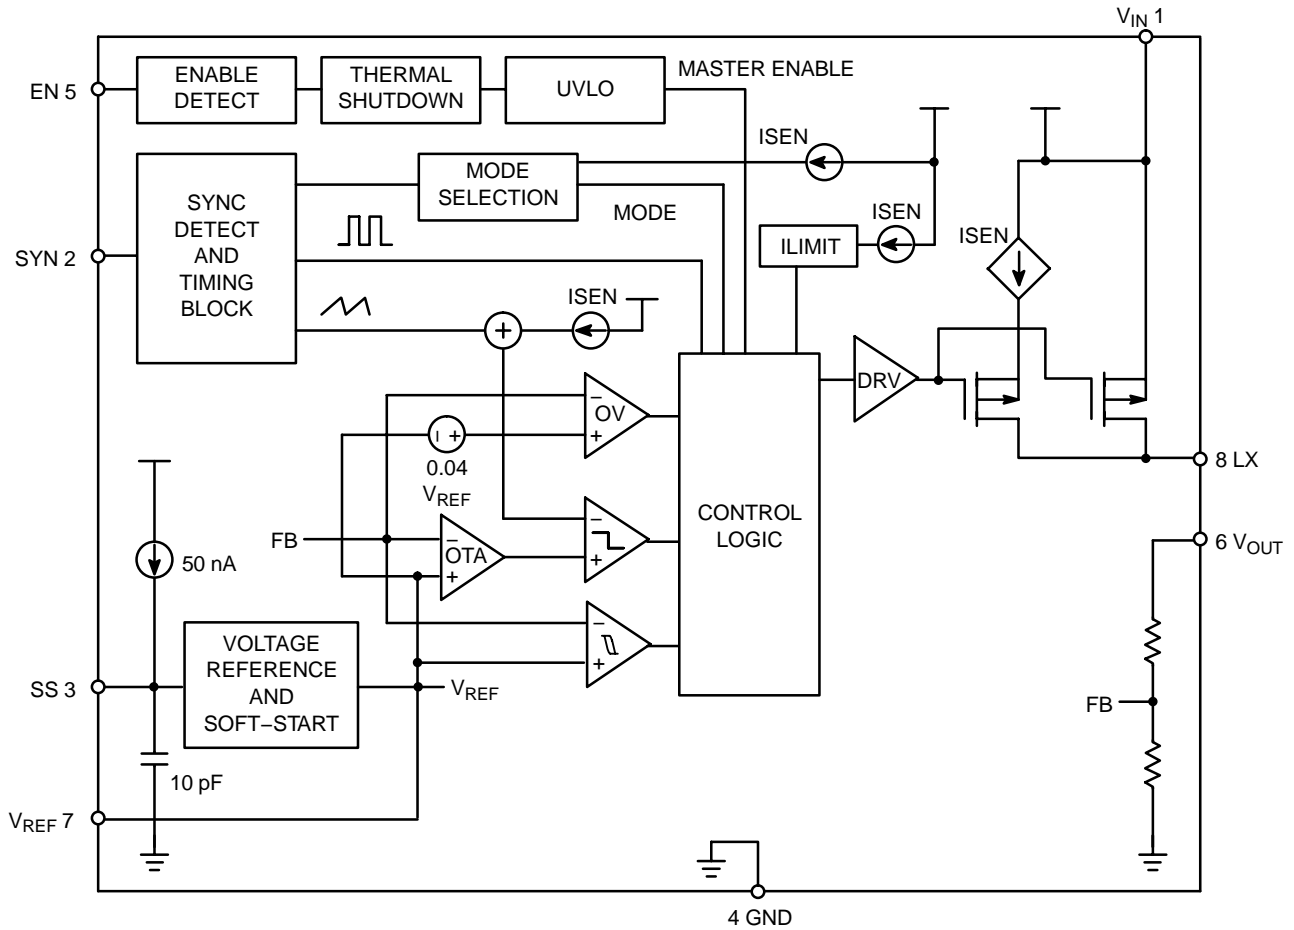 V_IN 1
EN 5
ENABLE
DETECT
THERMAL
SHUTDOWN
UVLO
MASTER ENABLE
ISEN
MODE
SELECTION
SYNC
DETECT
AND
TIMING
BLOCK
MODE
ISEN
ILIMIT
ISEN
SYN 2
ISEN
+
DRV
−
OV
+
I +
0.04
V_REF
8 LX
CONTROL
LOGIC
−
+
FB
−
OTA
+
6 V_OUT
50 nA
−
+
VOLTAGE
REFERENCE
AND
SOFT−START
SS 3
V_REF
FB
10 pF
V_REF 7
4 GND